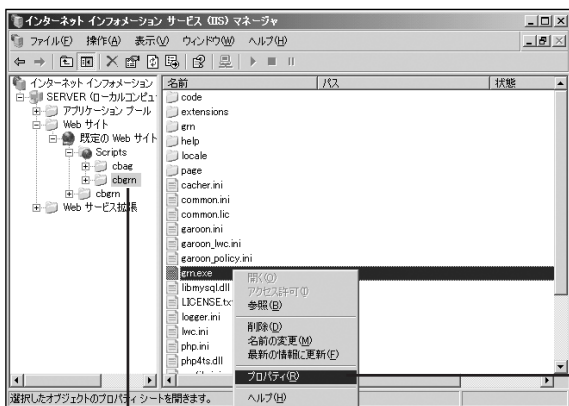 インターネット インフォメーション サービス (IIS) マネージャ
ファイル(F) 操作(A) 表示(V) ウィンドウ(W) ヘルプ(H)
インターネット インフォメーション
SERVER (ローカルコンピュ
アプリケーション プール
Web サイト
既定の Web サイト
Scripts
cbag
cbgrn
cbgrn
Web サービス拡張
名前 パス 状態
code
extensions
grn
help
locale
page
cacher.ini
common.ini
common.lic
garoon.ini
garoon_lwc.ini
garoon_policy.ini
grn.exe
libmysql.dll
LICENSE.tx
logger.ini
lwc.ini
php.ini
php4ts.dll
開く(O)
アクセス許可(I)
参照(B)
削除(D)
名前の変更(M)
最新の情報に更新(F)
プロパティ(R)
ヘルプ(H)
選択したオブジェクトのプロパティ シートを開きます。